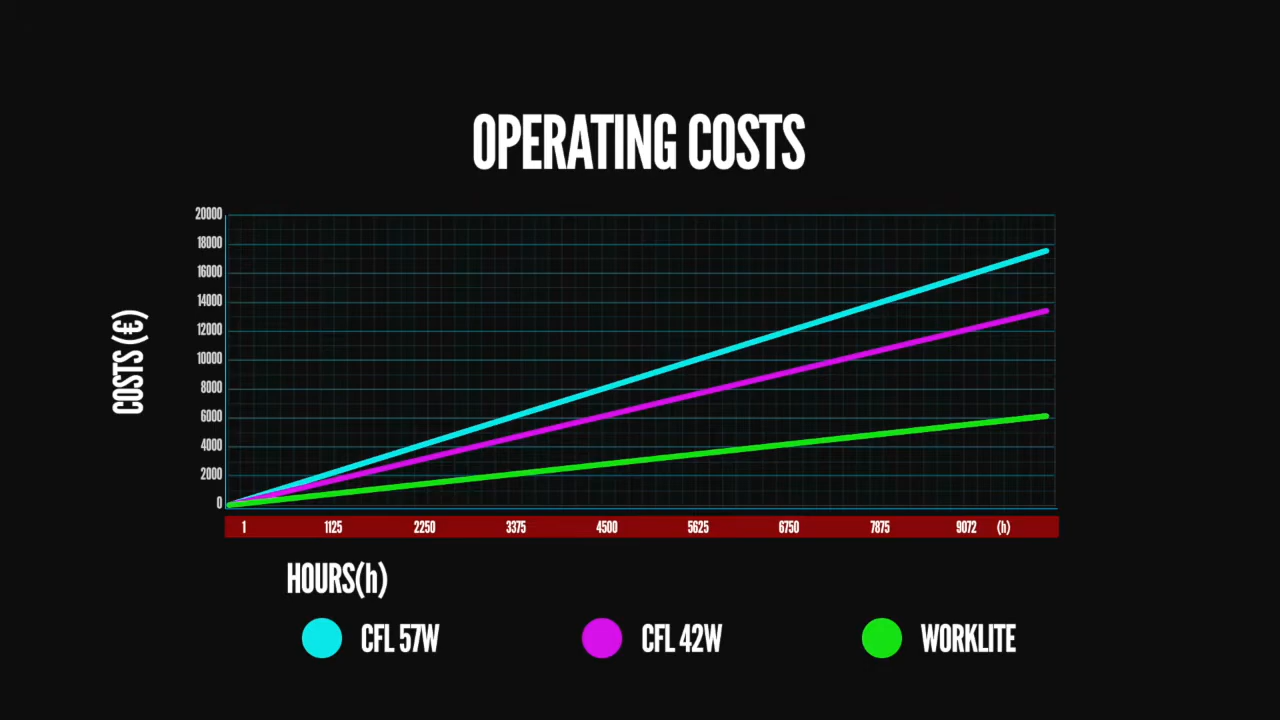 OPERATING COSTS
20000
18000
16000
14000
12000
10000
8000
6000
4000
2000
0
COSTS (€)
1 1125 2250 3375 4500 5625 6750 7875 9072 (h)
HOURS(h)
CFL 57W CFL 42W WORKLITE